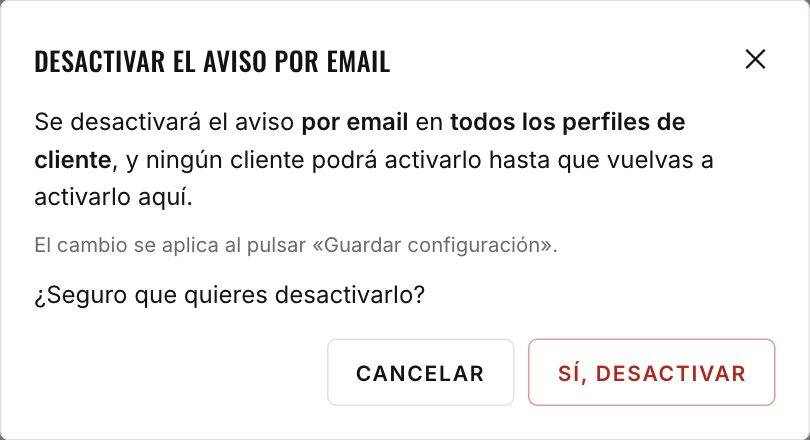 DESACTIVAR EL AVISO POR EMAIL
Se desactivará el aviso por email en todos los perfiles de
cliente, y ningún cliente podrá activarlo hasta que vuelvas a
activarlo aquí.
El cambio se aplica al pulsar «Guardar configuración».
¿Seguro que quieres desactivarlo?
CANCELAR
SÍ, DESACTIVAR